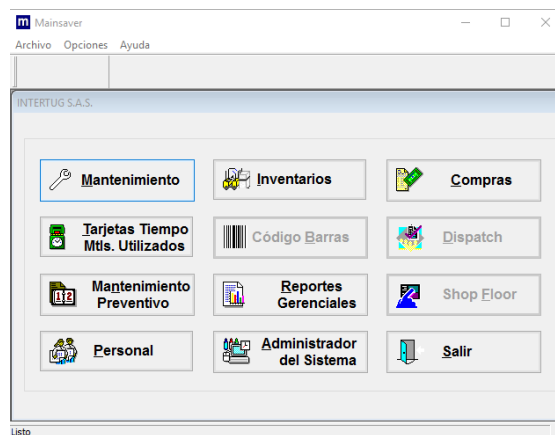 m Mainsaver
Archivo Opciones Ayuda
INTERTUG S.A.S.
Mantenimiento
Inventarios
Compras
Tarjetas Tiempo
Mtls. Utilizados
Código Barras
Dispatch
Mantenimiento
Preventivo
Reportes
Gerenciales
Shop Floor
Personal
Administrador
del Sistema
Salir
Listo